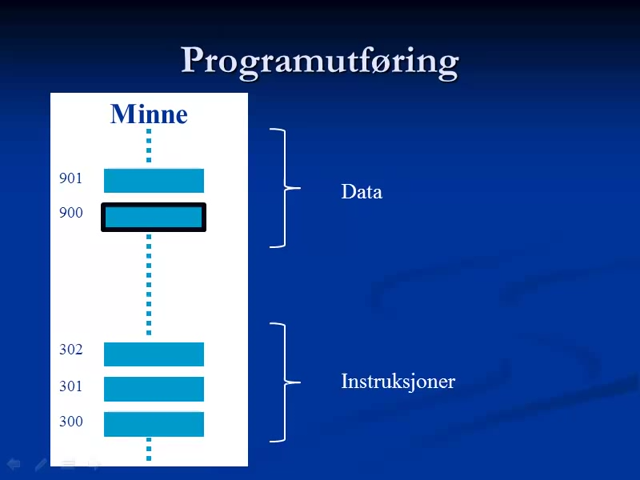 Programutføring
Minne
901
Data
900
302
301
Instruksjoner
300